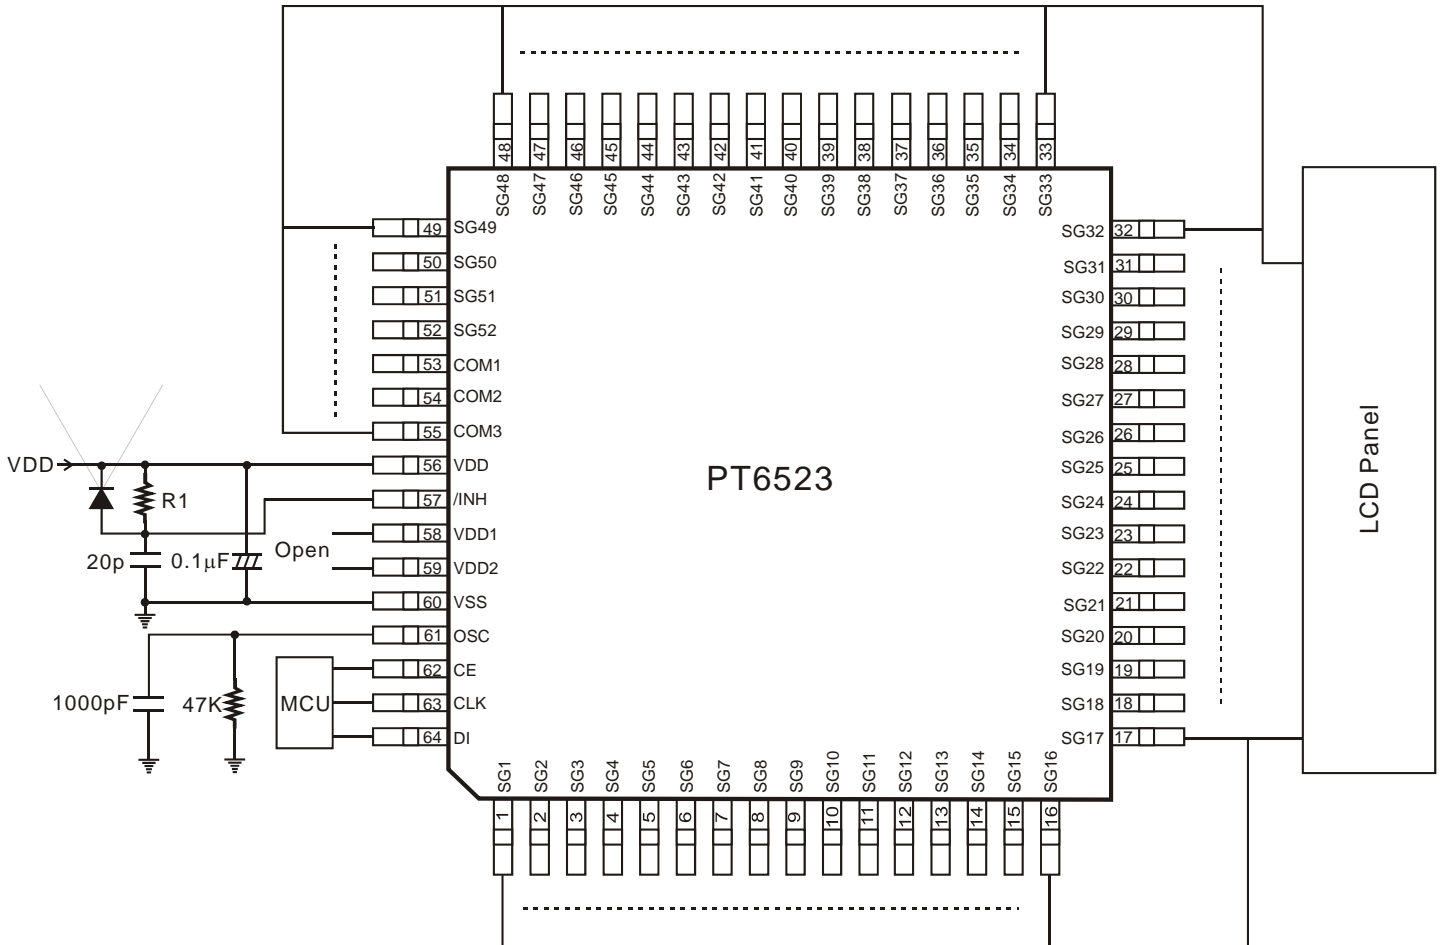 48 47 46 45 44 43 42 41 40 39 38 37 36 35 34 33
SG48 SG47 SG46 SG45 SG44 SG43 SG42 SG41 SG40 SG39 SG38 SG37 SG36 SG35 SG34 SG33
49 SG49
50 SG50
51 SG51
52 SG52
53 COM1
54 COM2
55 COM3
VDD 56 VDD
R1 57 /INH
58 VDD1
Open
20p 0.1μF
59 VDD2
60 VSS
61 OSC
62 CE
1000pF 47K MCU 63 CLK
64 DI
PT6523
SG32 32
SG31 31
SG30 30
SG29 29
SG28 28
SG27 27
SG26 26
SG25 25
SG24 24
SG23 23
SG22 22
SG21 21
SG20 20
SG19 19
SG18 18
SG17 17
LCD Panel
SG1 SG2 SG3 SG4 SG5 SG6 SG7 SG8 SG9 SG10 SG11 SG12 SG13 SG14 SG15 SG16
1 2 3 4 5 6 7 8 9 10 11 12 13 14 15 16